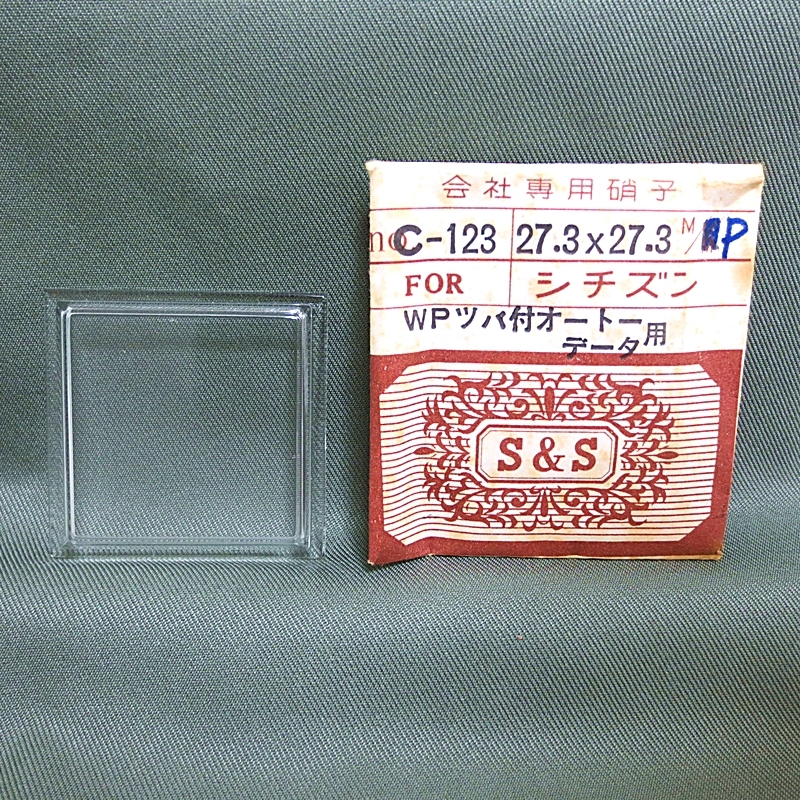 会社専用硝子
no C-123 27.3x27.3 M/ P
FOR シチズン
WPツバ付オートー
データ用
S&S